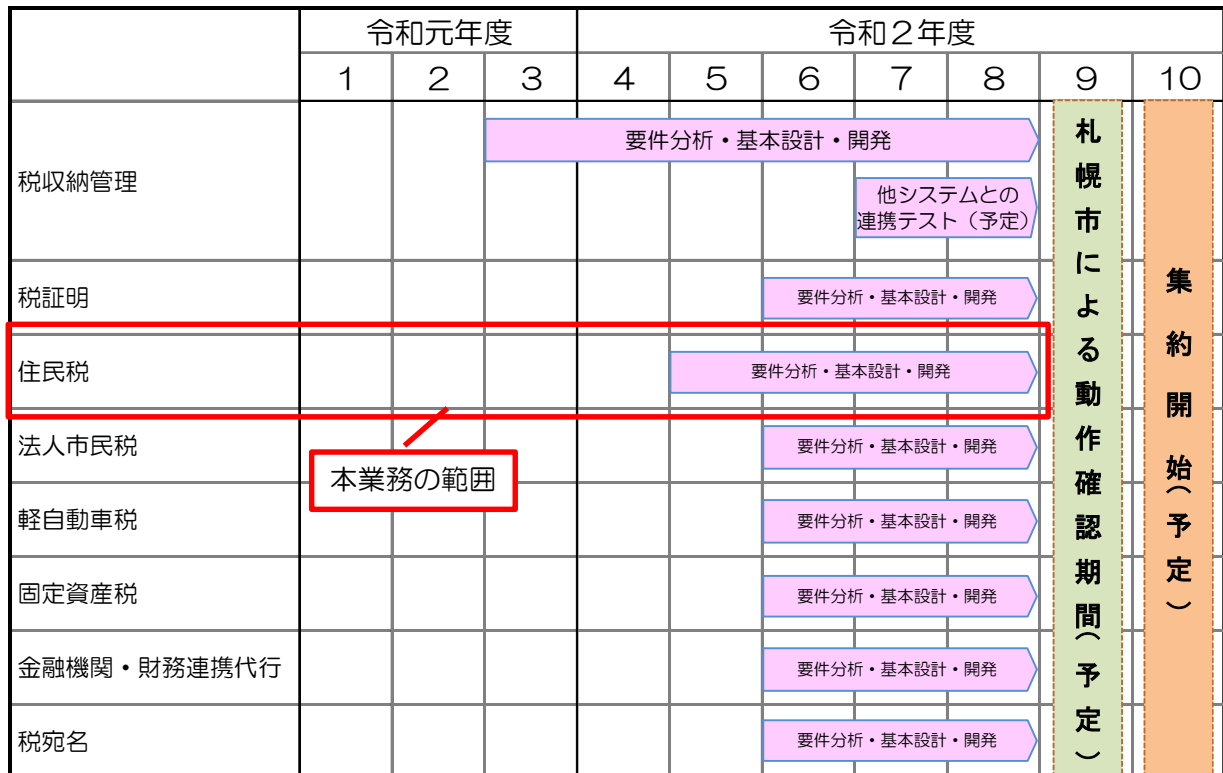 令和元年度
令和２年度
1
2
3
4
5
6
7
8
9
10
税収納管理
要件分析・基本設計・開発
他システムとの
連携テスト（予定）
税証明
要件分析・基本設計・開発
住民税
要件分析・基本設計・開発
法人市民税
要件分析・基本設計・開発
本業務の範囲
軽自動車税
要件分析・基本設計・開発
固定資産税
要件分析・基本設計・開発
金融機関・財務連携代行
要件分析・基本設計・開発
税宛名
要件分析・基本設計・開発
札幌市による動作確認期間（予定）
集約開始（予定）